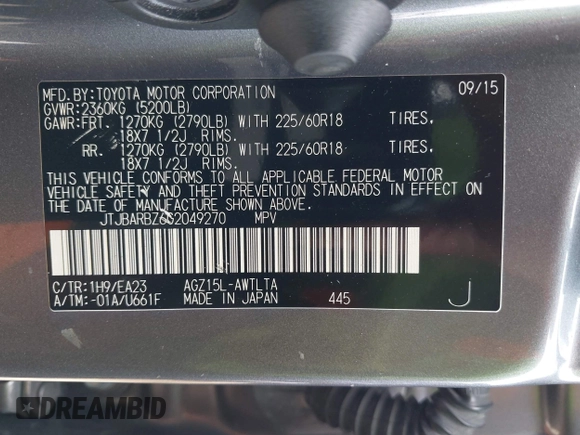 MFD.BY:TOYOTA MOTOR CORPORATION 09/15
GVWR:2360KG (5200LB)
GAWR:FRT. 1270KG (2790LB) WITH 225/60R18 TIRES.
18X7 1/2J RIMS.
RR. 1270KG (2790LB) WITH 225/60R18 TIRES.
18X7 1/2J RIMS.
THIS VEHICLE CONFORMS TO ALL APPLICABLE FEDERAL MOTOR
VEHICLE SAFETY AND THEFT PREVENTION STANDARDS IN EFFECT ON
THE DATE OF MANUFACTURE SHOWN ABOVE.
JTJBARBZ6G2049270 MPV
C/TR:1H9/EA23 AGZ15L-AWTLTA
A/TM:-01A/U661F MADE IN JAPAN 445 J
DREAMBID